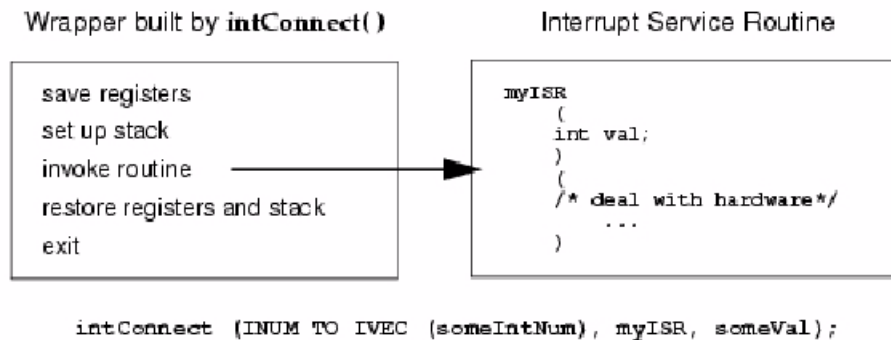 Wrapper built by intConnect()
Interrupt Service Routine
save registers
set up stack
invoke routine
restore registers and stack
exit
myISR
(
int val;
)
(
/* deal with hardware*/
...
)
intConnect (INUM TO IVEC (someIntNum), myISR, someVal);